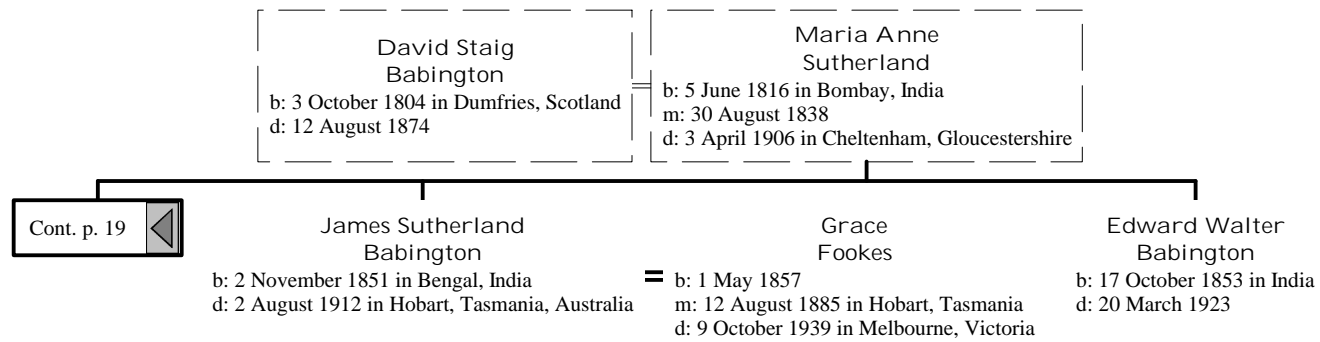 David Staig
Babington
b: 3 October 1804 in Dumfries, Scotland
d: 12 August 1874
=
Maria Anne
Sutherland
b: 5 June 1816 in Bombay, India
m: 30 August 1838
d: 3 April 1906 in Cheltenham, Gloucestershire
Cont. p. 19
James Sutherland
Babington
b: 2 November 1851 in Bengal, India
d: 2 August 1912 in Hobart, Tasmania, Australia
=
Grace
Fookes
b: 1 May 1857
m: 12 August 1885 in Hobart, Tasmania
d: 9 October 1939 in Melbourne, Victoria
Edward Walter
Babington
b: 17 October 1853 in India
d: 20 March 1923